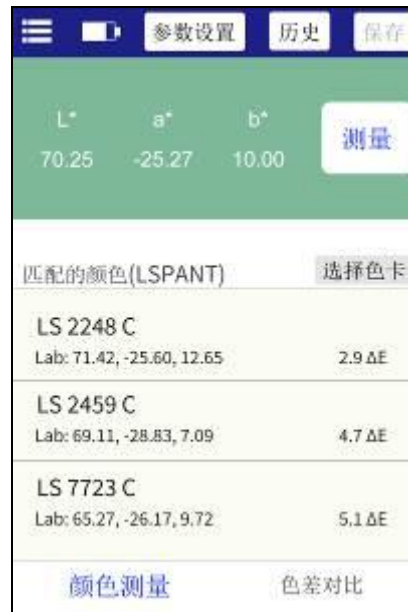 参数设置 历史 保存
L* a* b*
70.25 -25.27 10.00
测量
匹配的颜色(LSPANT) 选择色卡
LS 2248 C
Lab: 71.42, -25.60, 12.65 2.9 ΔE
LS 2459 C
Lab: 69.11, -28.83, 7.09 4.7 ΔE
LS 7723 C
Lab: 65.27, -26.17, 9.72 5.1 ΔE
颜色测量 色差对比